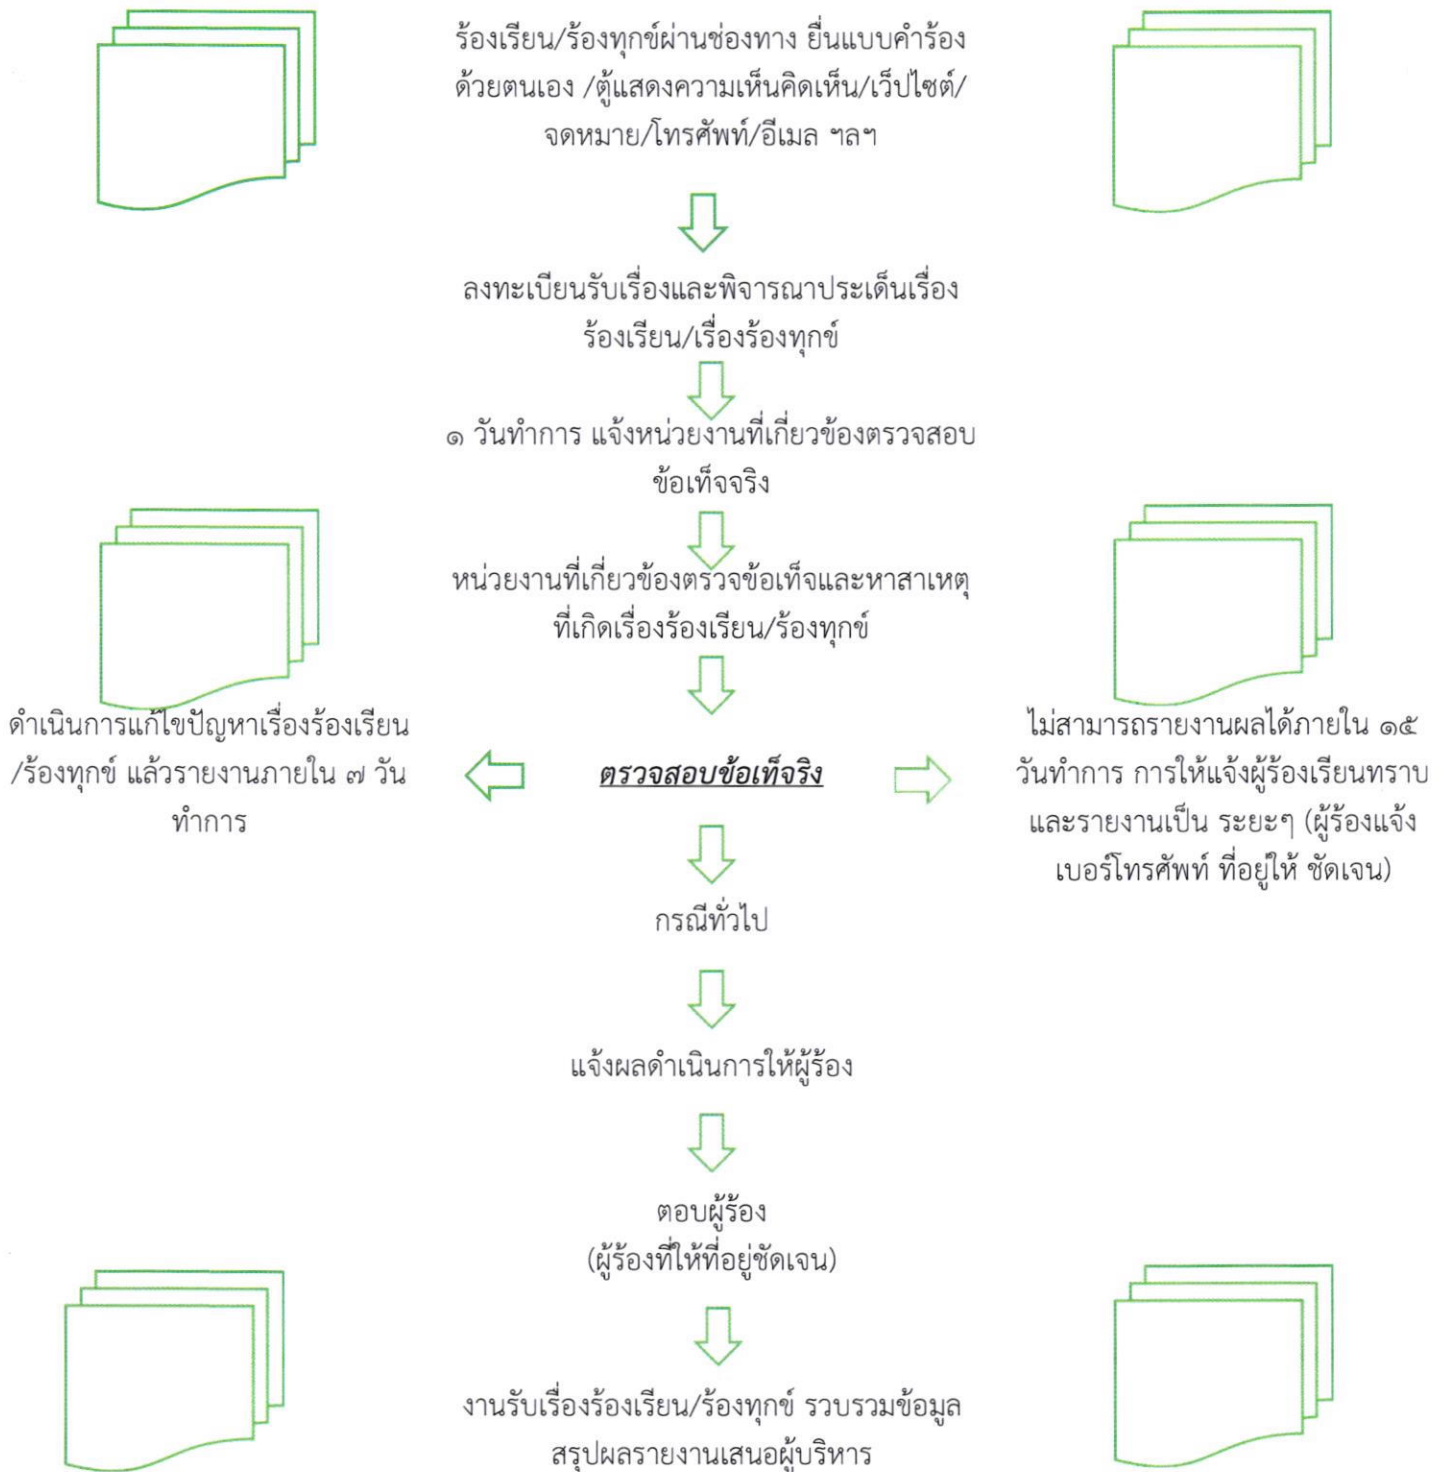 ร้องเรียน/ร้องทุกข์ผ่านช่องทาง ยื่นแบบคำร้อง
ด้วยตนเอง /ตู้แสดงความเห็นคิดเห็น/เว็ปไซต์/
จดหมาย/โทรศัพท์/อีเมล ฯลฯ
ลงทะเบียนรับเรื่องและพิจารณาประเด็นเรื่อง
ร้องเรียน/เรื่องร้องทุกข์
๑ วันทำการ แจ้งหน่วยงานที่เกี่ยวข้องตรวจสอบ
ข้อเท็จจริง
หน่วยงานที่เกี่ยวข้องตรวจข้อเท็จและหาสาเหตุ
ที่เกิดเรื่องร้องเรียน/ร้องทุกข์
ดำเนินการแก้ไขปัญหาเรื่องร้องเรียน
/ร้องทุกข์ แล้วรายงานภายใน ๗ วัน
ทำการ
ตรวจสอบข้อเท็จริง
ไม่สามารถรายงานผลได้ภายใน ๑๕
วันทำการ การให้แจ้งผู้ร้องเรียนทราบ
และรายงานเป็น ระยะๆ (ผู้ร้องแจ้ง
เบอร์โทรศัพท์ ที่อยู่ให้ ชัดเจน)
กรณีทั่วไป
แจ้งผลดำเนินการให้ผู้ร้อง
ตอบผู้ร้อง
(ผู้ร้องที่ให้ที่อยู่ชัดเจน)
งานรับเรื่องร้องเรียน/ร้องทุกข์ รวบรวมข้อมูล
สรุปผลรายงานเสนอผู้บริหาร